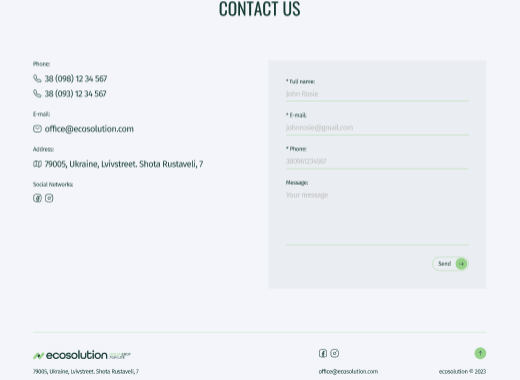 CONTACT US
Phone:
38 (098) 12 34 567
38 (093) 12 34 567
E-mail:
office@ecosolution.com
Address:
79005, Ukraine, Lvivstreet. Shota Rustaveli, 7
Social Networks:
* Full name:
John Rosie
* E-mail:
johnrosie@gmail.com
* Phone:
380961234567
Message:
Your message
Send
ecosolution
79005, Ukraine, Lvivstreet. Shota Rustaveli, 7
office@ecosolution.com
ecosolution © 2023